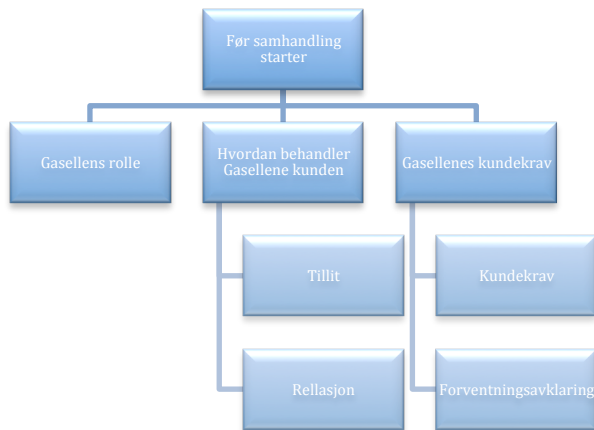 Før samhandling
starter
Gasellens rolle
Hvordan behandler
Gasellene kunden
Gasellenes kundekrav
Tillit
Kundekrav
Rellasjon
Forventningsavklaring